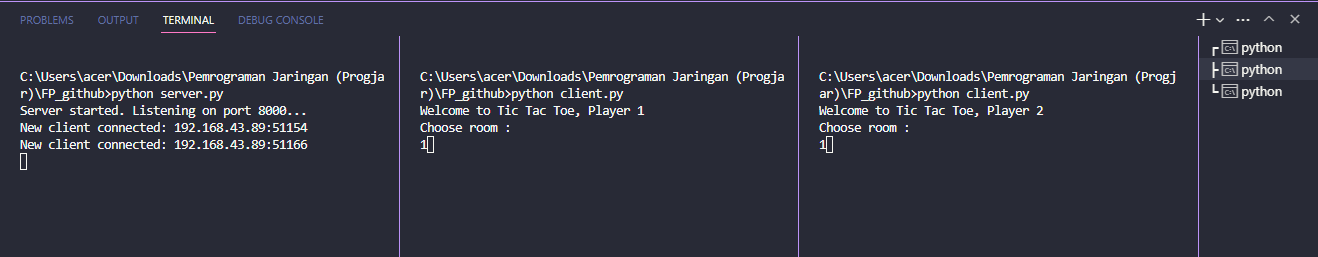 PROBLEMS OUTPUT TERMINAL DEBUG CONSOLE
C:\Users\acer\Downloads\Pemrograman Jaringan (Progja
r)\FP_github>python server.py
Server started. Listening on port 8000...
New client connected: 192.168.43.89:51154
New client connected: 192.168.43.89:51166
C:\Users\acer\Downloads\Pemrograman Jaringan (Progja
r)\FP_github>python client.py
Welcome to Tic Tac Toe, Player 1
Choose room :
1
C:\Users\acer\Downloads\Pemrograman Jaringan (Progj
ar)\FP_github>python client.py
Welcome to Tic Tac Toe, Player 2
Choose room :
1
python
python
python